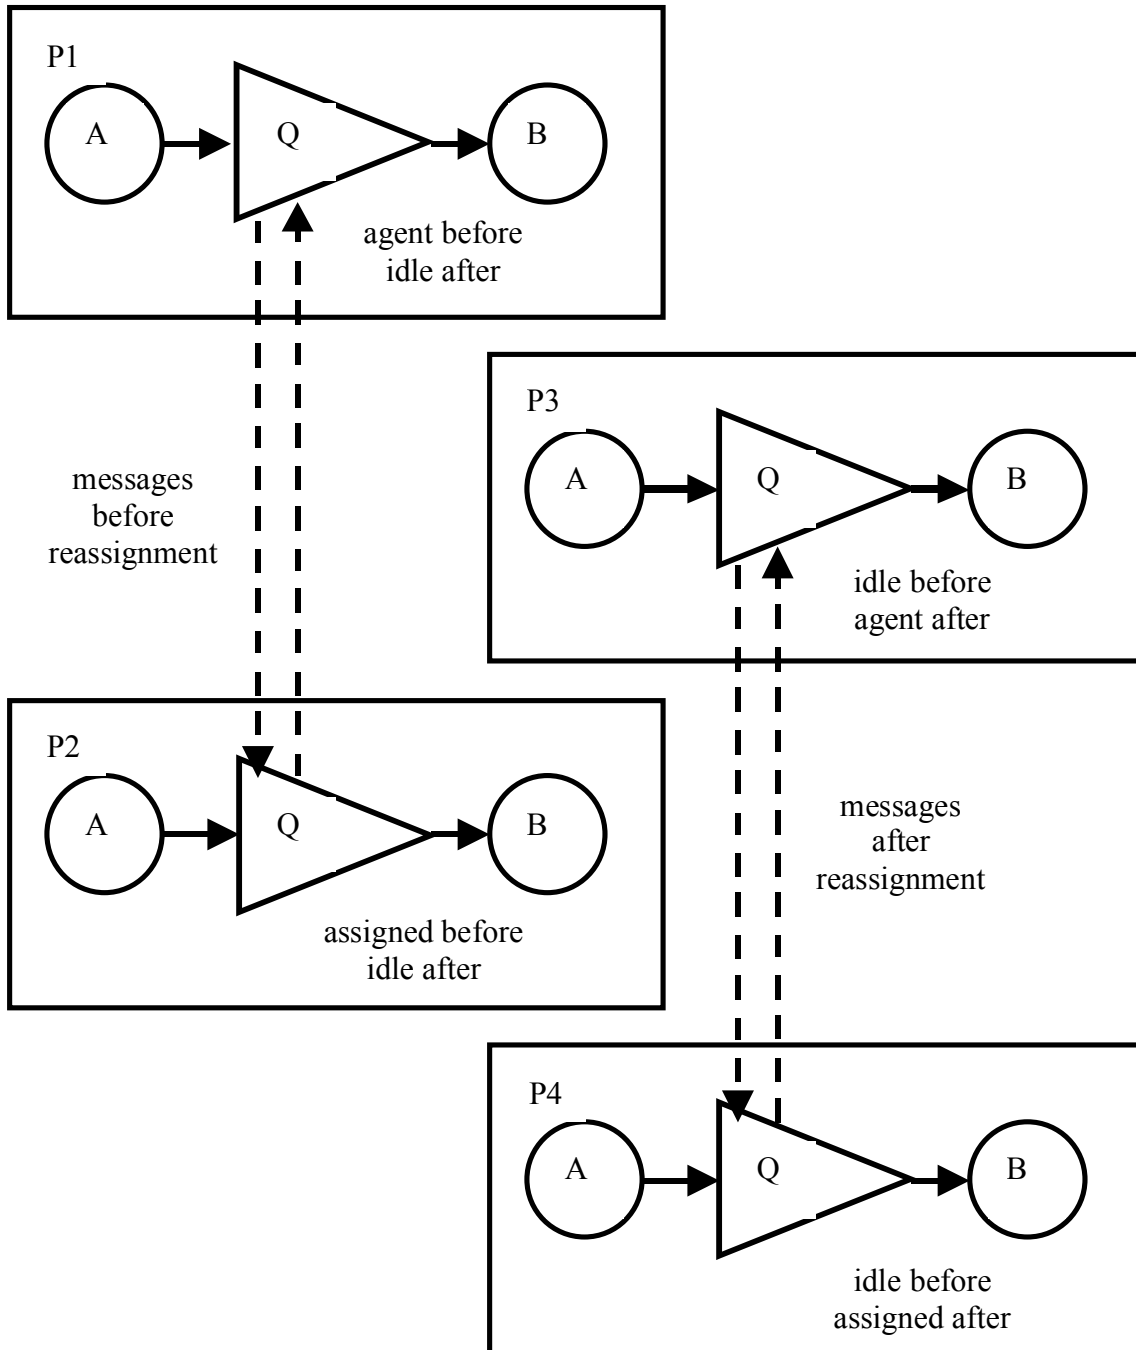 P1
A
Q
B
agent before
idle after
P3
A
Q
B
idle before
agent after
messages
before
reassignment
P2
A
Q
B
assigned before
idle after
messages
after
reassignment
P4
A
Q
B
idle before
assigned after